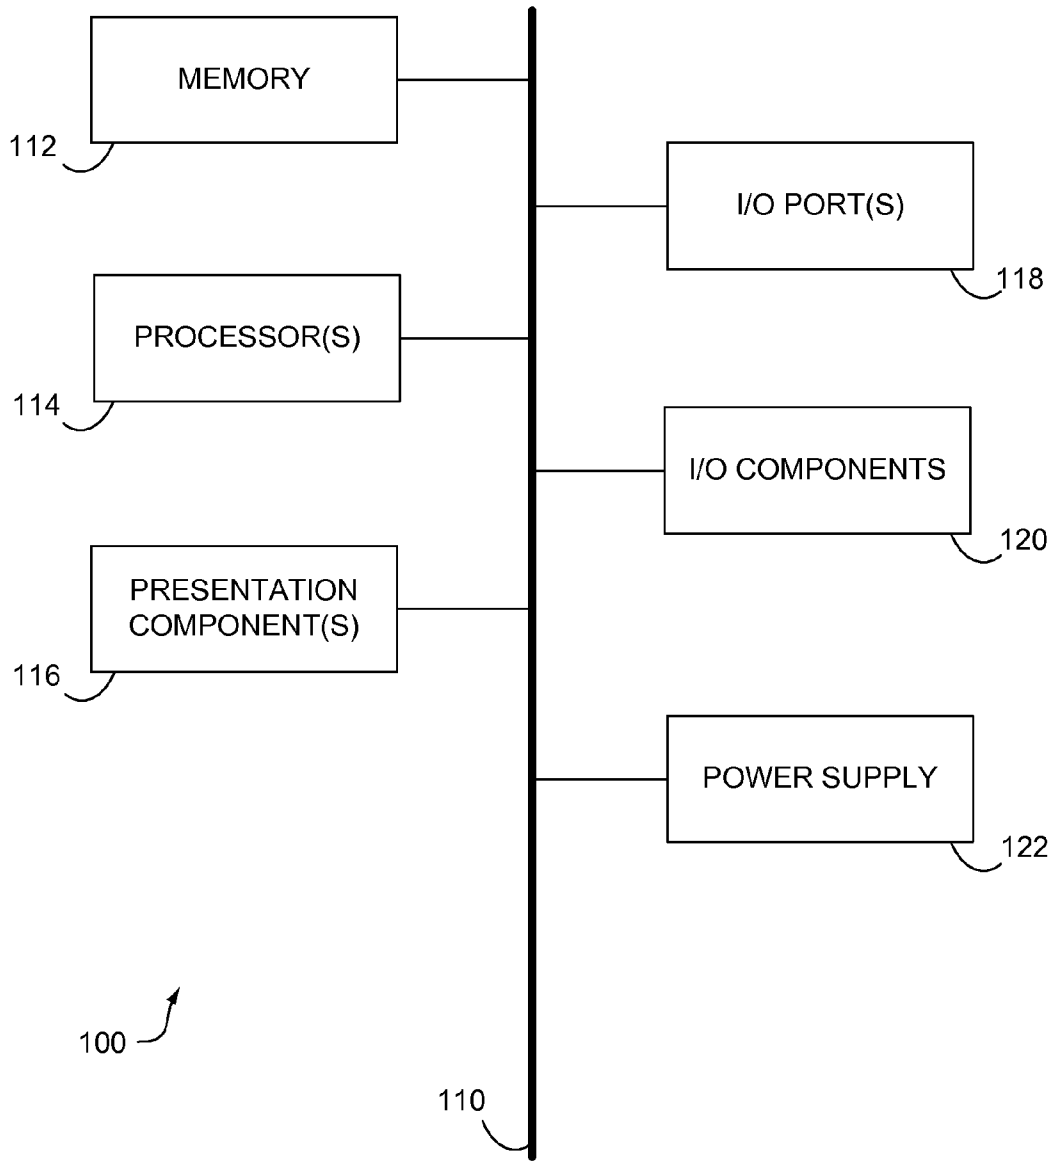 MEMORY
112
I/O PORT(S)
118
PROCESSOR(S)
114
I/O COMPONENTS
120
PRESENTATION
COMPONENT(S)
116
POWER SUPPLY
122
100
110